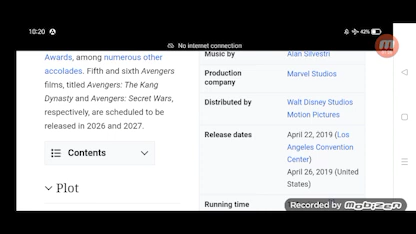 10:20
42%
No internet connection
Awards, among numerous other
accolades. Fifth and sixth Avengers
films, titled Avengers: The Kang
Dynasty and Avengers: Secret Wars,
respectively, are scheduled to be
released in 2026 and 2027.
Contents
Plot
Music by
Alan Silvestri
Production
company
Marvel Studios
Distributed by
Walt Disney Studios
Motion Pictures
Release dates
April 22, 2019 (Los
Angeles Convention
Center)
April 26, 2019 (United
States)
Running time
Recorded by Mobizen